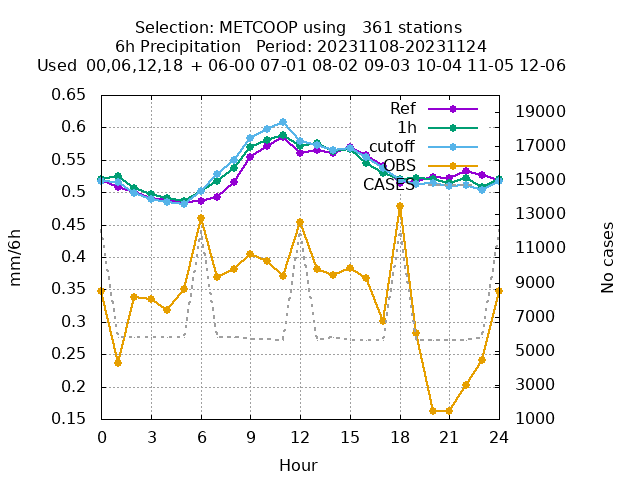 Selection: METCOOP using   361 stations
6h Precipitation   Period: 20231108-20231124
Used  00,06,12,18  + 06-00 07-01 08-02 09-03 10-04 11-05 12-06
0.65
0.6
0.55
0.5
0.45
0.4
0.35
0.3
0.25
0.2
0.15
mm/6h
Ref
1h
cutoff
OBS
CASES
19000
17000
15000
13000
11000
9000
7000
5000
3000
1000
No cases
0 3 6 9 12 15 18 21 24
Hour